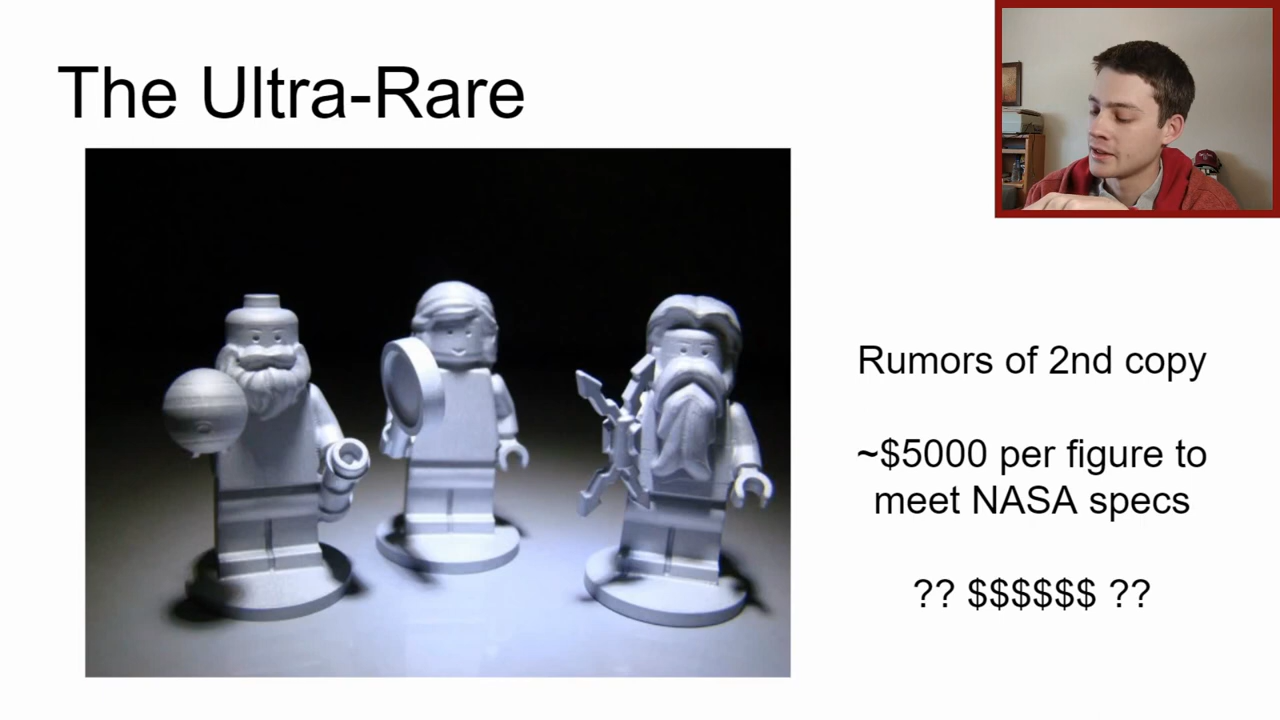 The Ultra-Rare
Rumors of 2nd copy
~$5000 per figure to
meet NASA specs
?? $$$$$$ ??